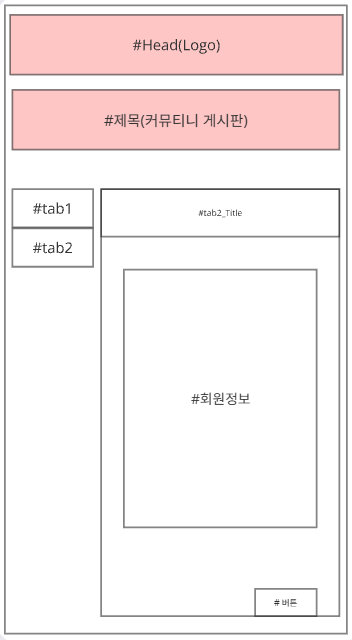 #Head(Logo)
#제목(커뮤티니 게시판)
#tab1
#tab2
#tab2_Title
#회원정보
# 버튼